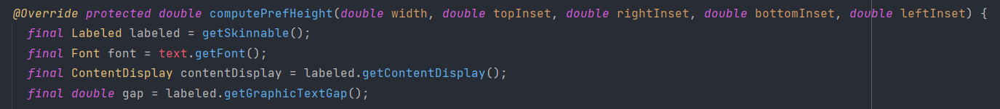 @Override protected double computePrefHeight(double width, double topInset, double rightInset, double bottomInset, double leftInset) {
final Labeled labeled = getSkinnable();
final Font font = text.getFont();
final ContentDisplay contentDisplay = labeled.getContentDisplay();
final double gap = labeled.getGraphicTextGap();